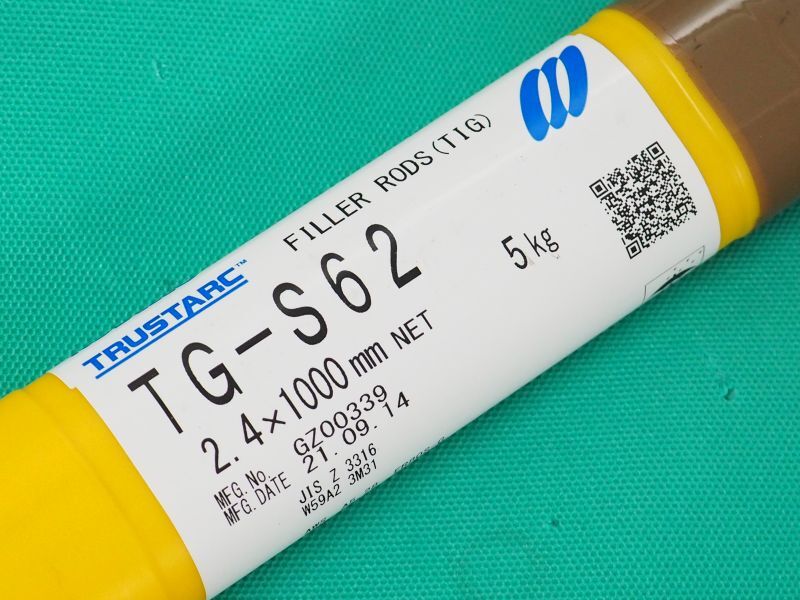 TRUSTARC™
FILLER RODS(TIG)
TG-S62
2.4×1000mm NET
5kg
MFG.No. GZ00339
MFG.DATE 21.09.14
JIS Z 3316
W59A2 3M31